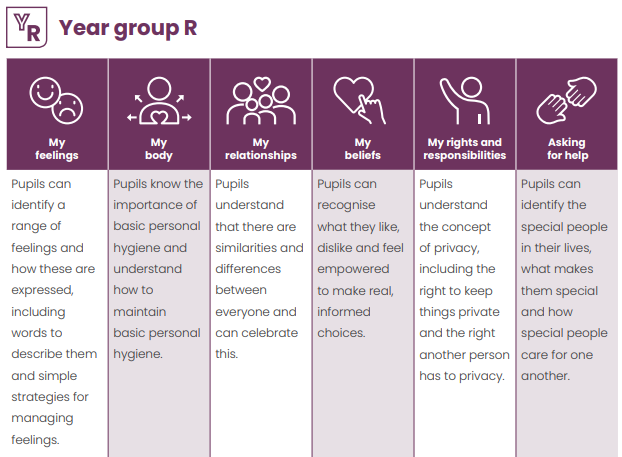 YR
Year group R
My
feelings
Pupils can
identify a
range of
feelings and
how these are
expressed,
including
words to
describe them
and simple
strategies for
managing
feelings.
My
body
Pupils know the
importance of
basic personal
hygiene and
understand
how to
maintain
basic personal
hygiene.
My
relationships
Pupils
understand
that there are
similarities and
differences
between
everyone and
can celebrate
this.
My
beliefs
Pupils can
recognise
what they like,
dislike and feel
empowered
to make real,
informed
choices.
My rights and
responsibilities
Pupils
understand
the concept
of privacy,
including the
right to keep
things private
and the right
another person
has to privacy.
Asking
for help
Pupils can
identify the
special people
in their lives,
what makes
them special
and how
special people
care for one
another.